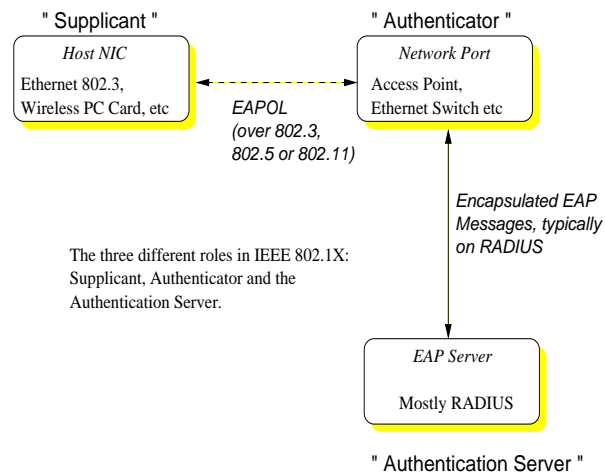 " Supplicant "
" Authenticator "
Host NIC
Ethernet 802.3,
Wireless PC Card, etc
Network Port
Access Point,
Ethernet Switch etc
EAPOL
(over 802.3,
802.5 or 802.11)
Encapsulated EAP
Messages, typically
on RADIUS
The three different roles in IEEE 802.1X:
Supplicant, Authenticator and the
Authentication Server.
EAP Server
Mostly RADIUS
" Authentication Server "